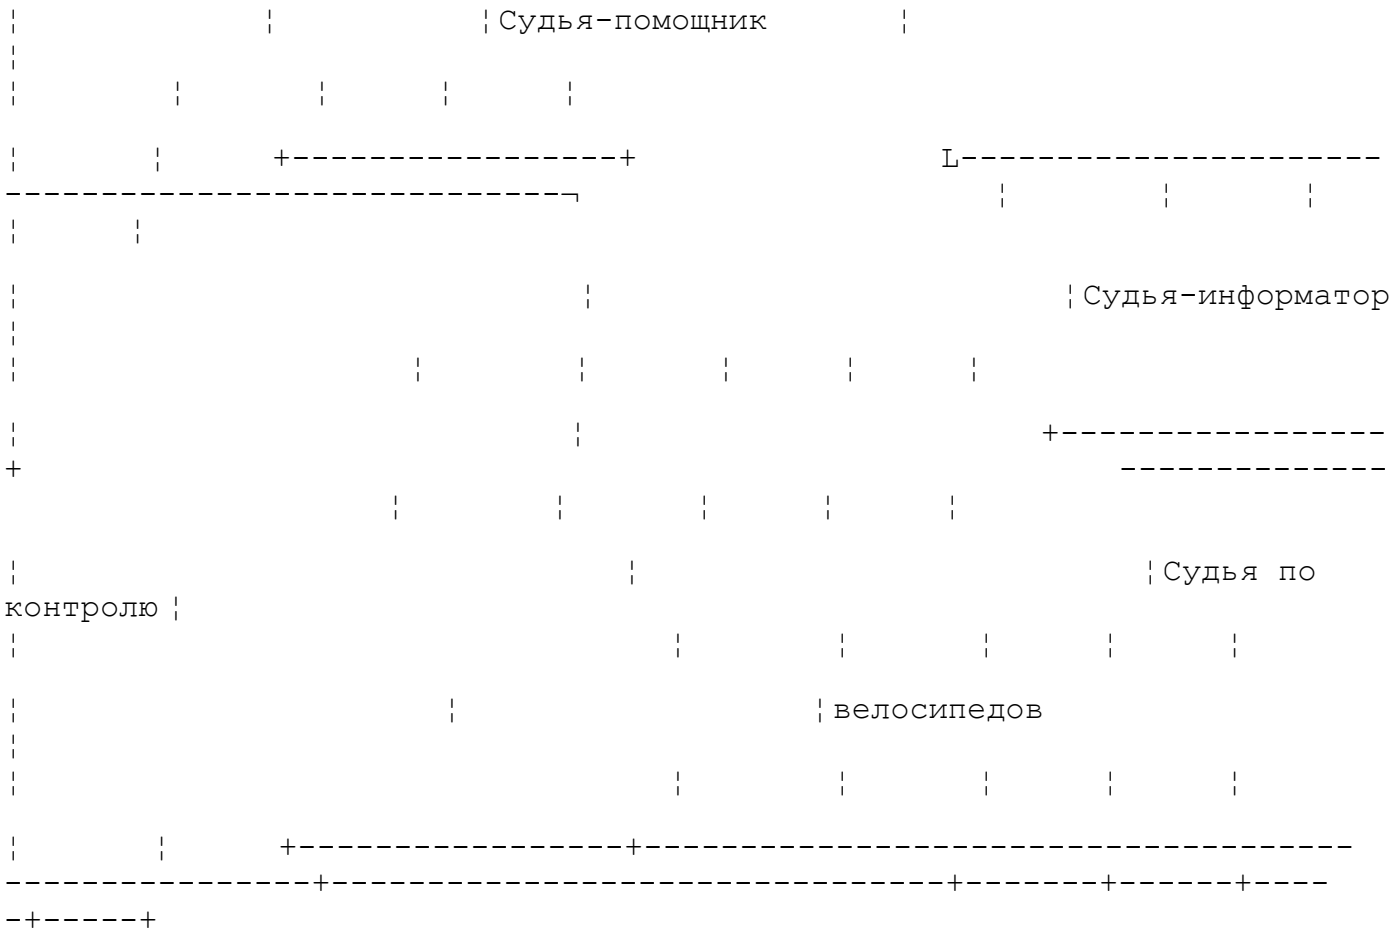 ¦ ¦ ¦Судья-помощник ¦
¦
¦ ¦ ¦ ¦ ¦
¦ ¦ +-----------------+ L----------------------
------------------------------¬ ¦ ¦ ¦
¦ ¦
¦ ¦ ¦Судья-информатор
¦
¦ ¦ ¦ ¦ ¦ ¦
¦ ¦ +-----------------
+ --------------
¦ ¦ ¦ ¦ ¦
¦ ¦ ¦Судья по
контролю ¦
¦ ¦ ¦ ¦ ¦ ¦
¦ ¦ ¦велосипедов
¦
¦ ¦ ¦ ¦ ¦ ¦
¦ ¦ +-----------------+-------------------------------------
----------------+--------------------------------+-------+------+----
-+-----+